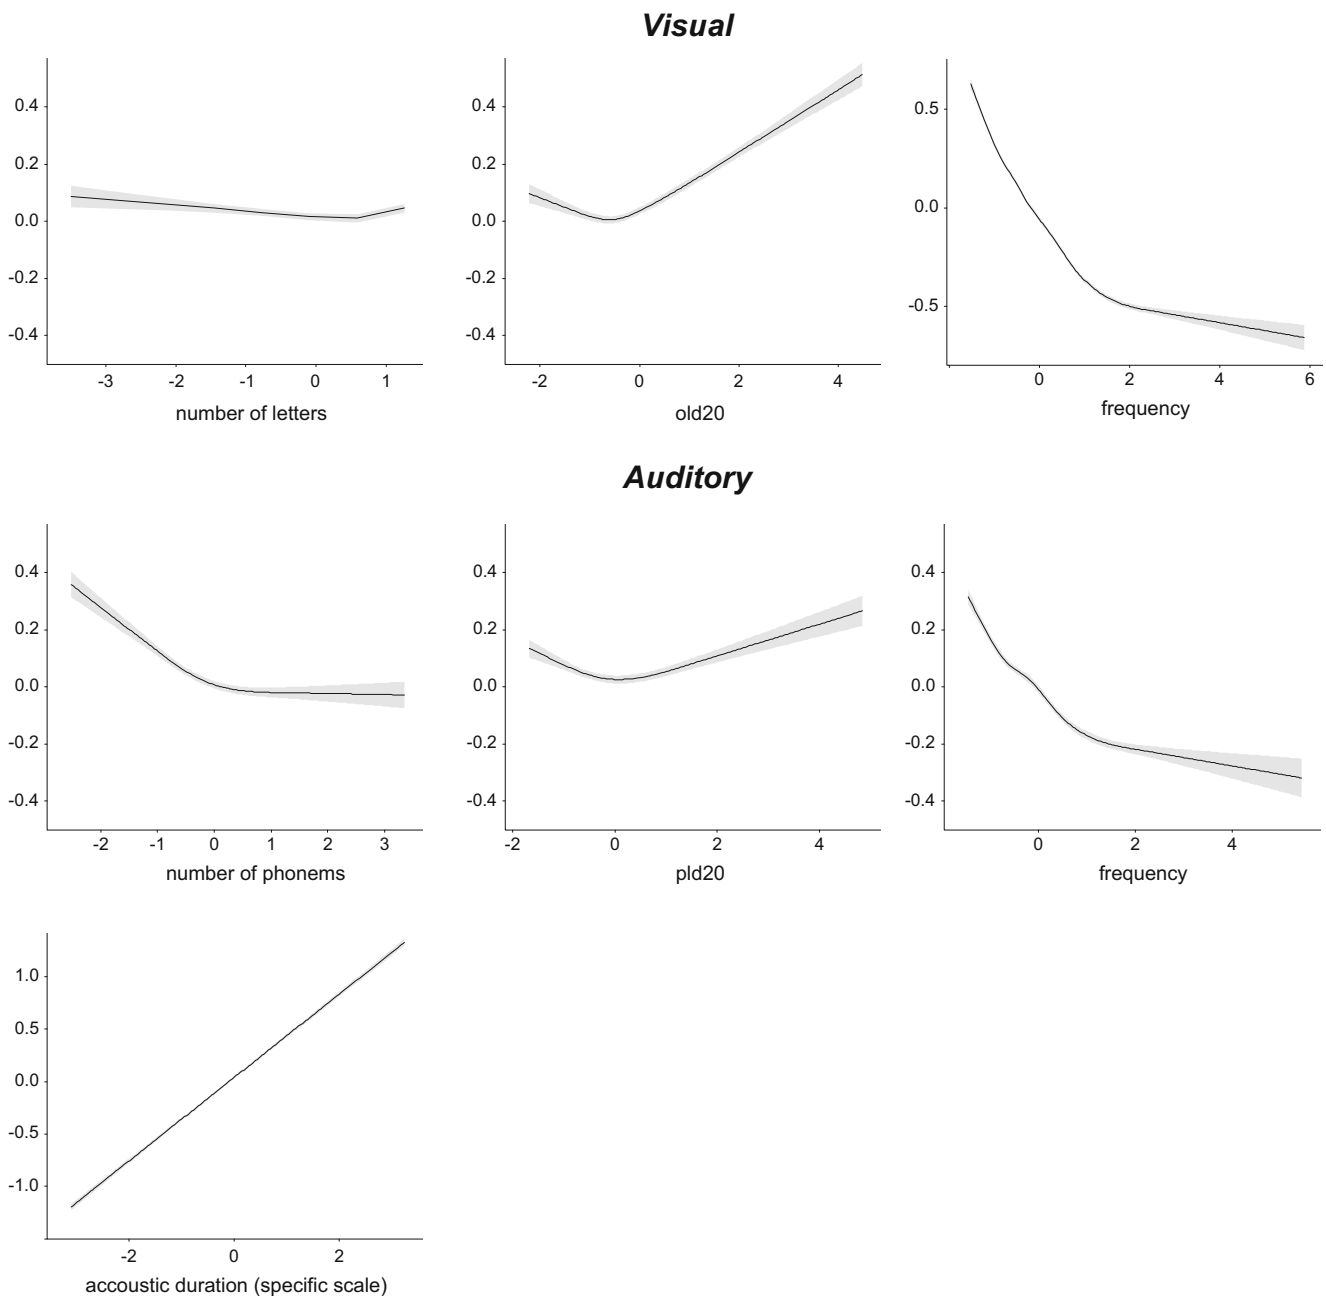 Visual
0.4
0.2
0.0
-0.2
-0.4
-3 -2 -1 0 1
number of letters
0.4
0.2
0.0
-0.2
-0.4
-2 0 2 4
old20
0.5
0.0
-0.5
0 2 4 6
frequency
Auditory
0.4
0.2
0.0
-0.2
-0.4
-2 -1 0 1 2 3
number of phonems
0.4
0.2
0.0
-0.2
-0.4
-2 0 2 4
pld20
0.4
0.2
0.0
-0.2
-0.4
0 2 4
frequency
1.0
0.5
0.0
-0.5
-1.0
-2 0 2
accoustic duration (specific scale)